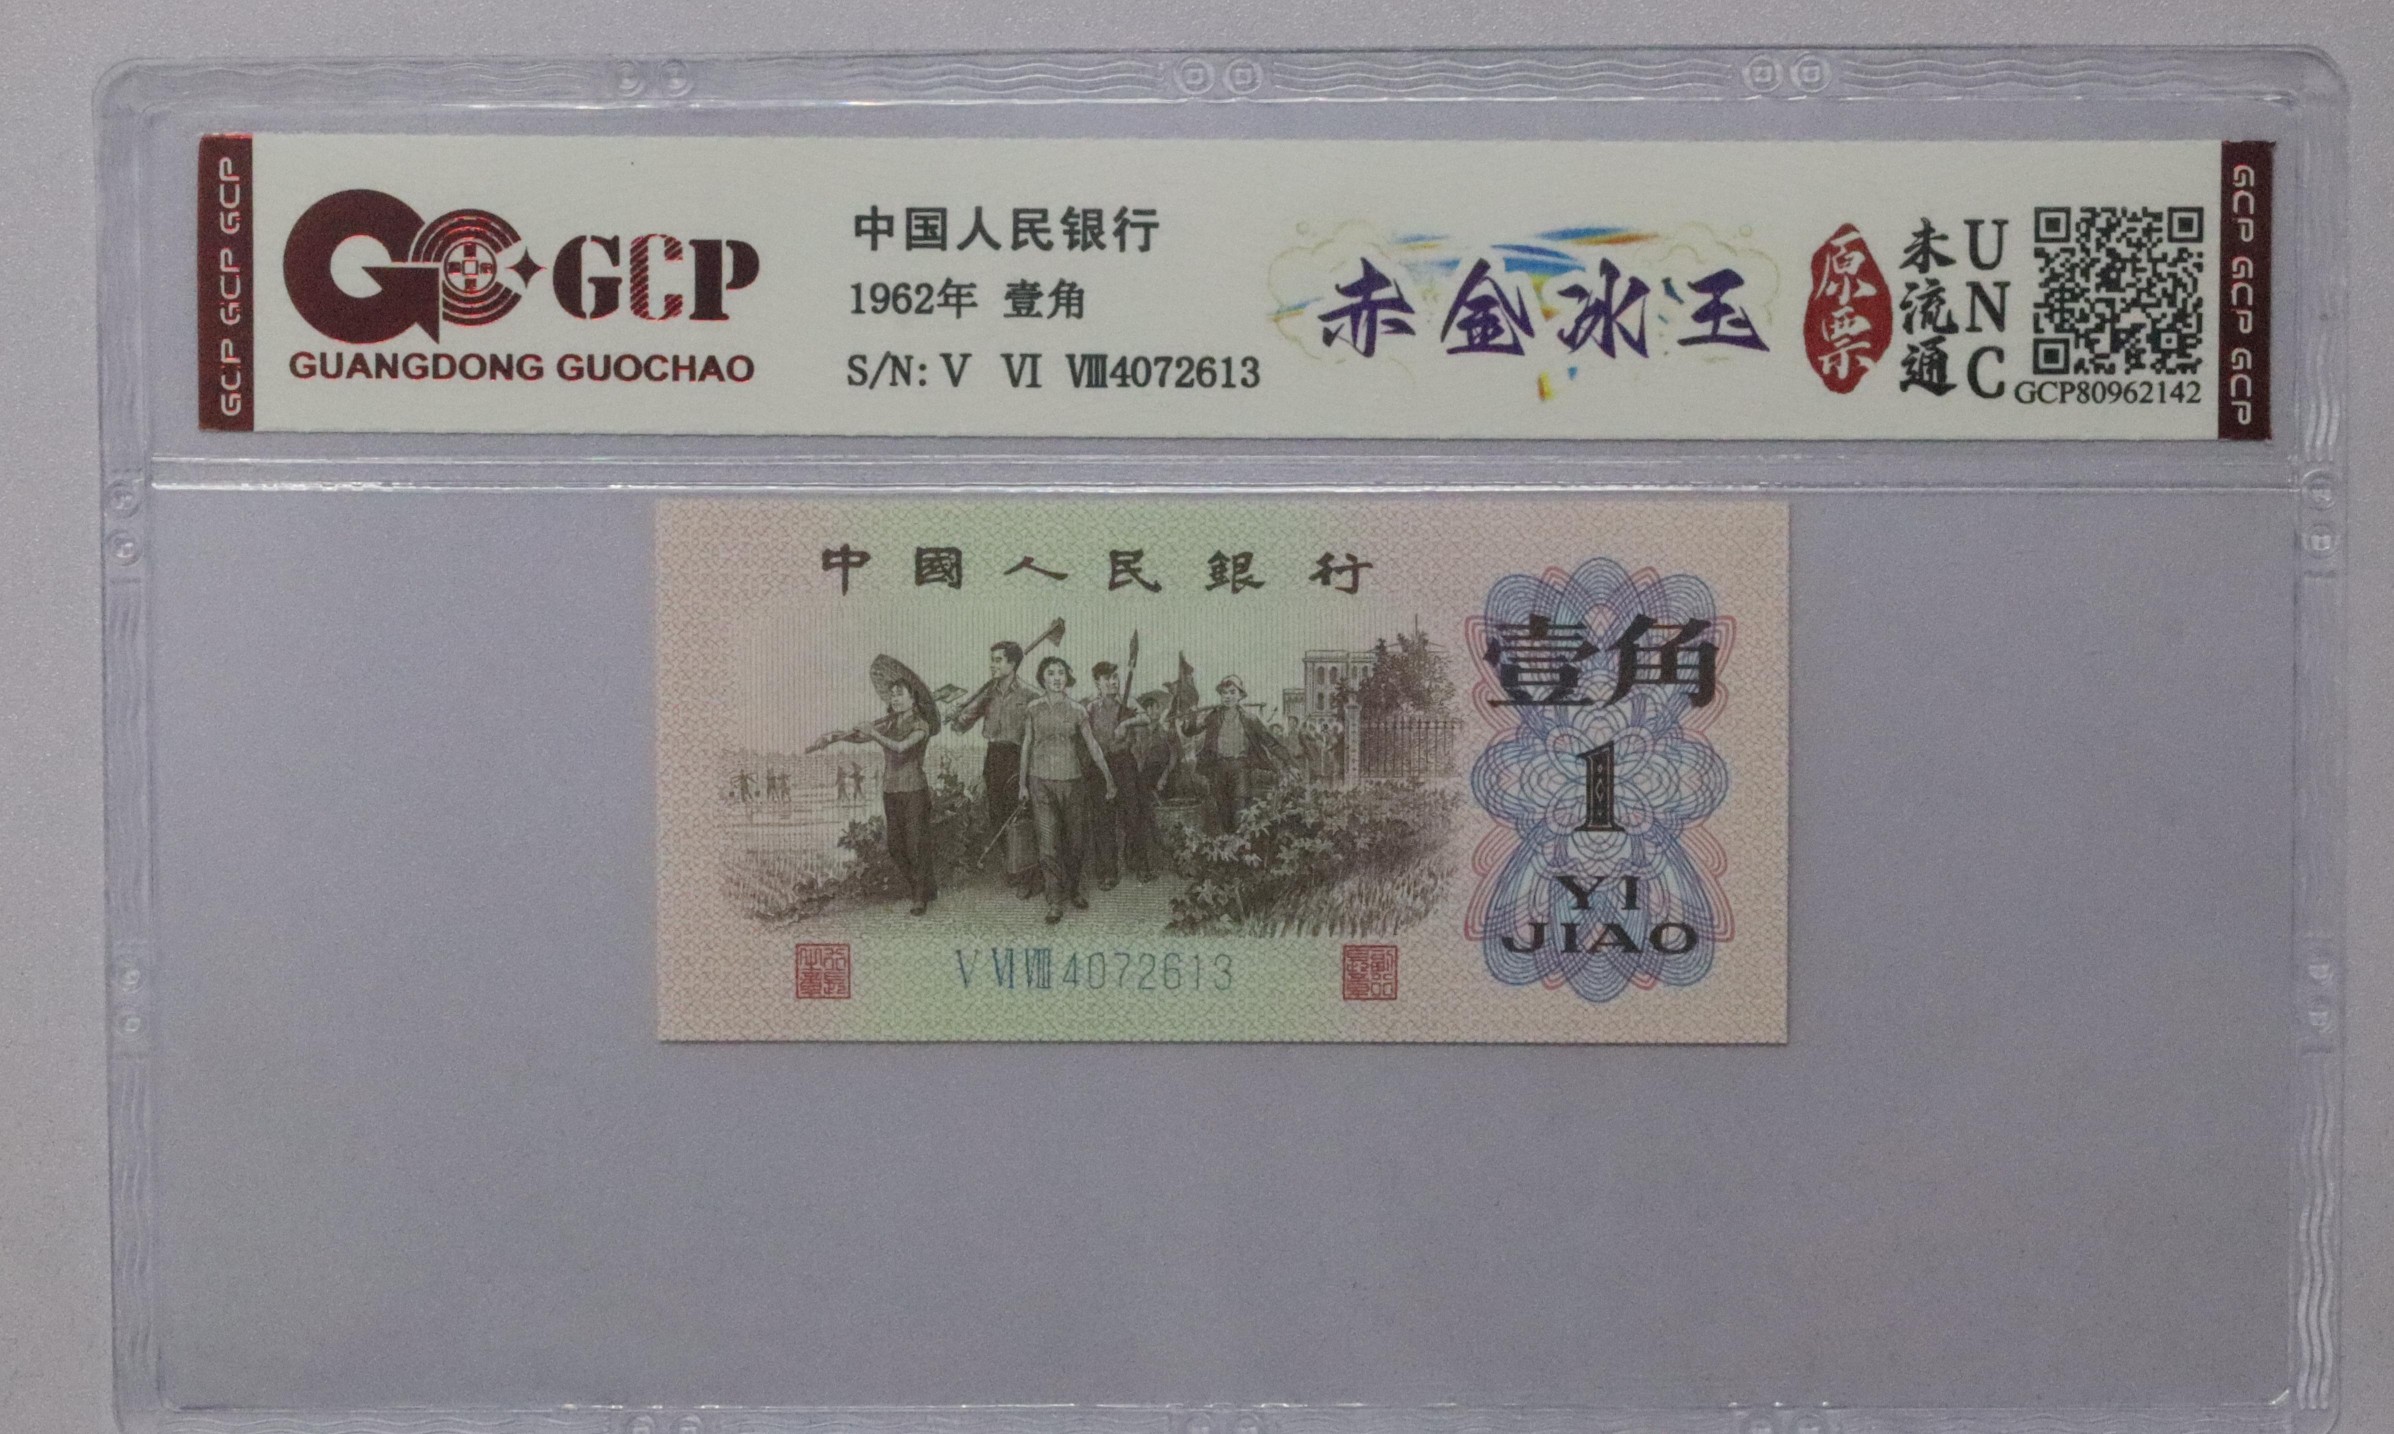 GCP GCP GCP
GCP
GUANGDONG GUOCHAO
中国人民银行
1962年 壹角
S/N: Ⅴ Ⅵ Ⅷ4072613
赤金冰玉
原票
未流通
UNC
GCP80962142
GCP GCP GCP
中國人民銀行
壹角
1
YI
JIAO
Ⅴ Ⅵ Ⅷ 4072613